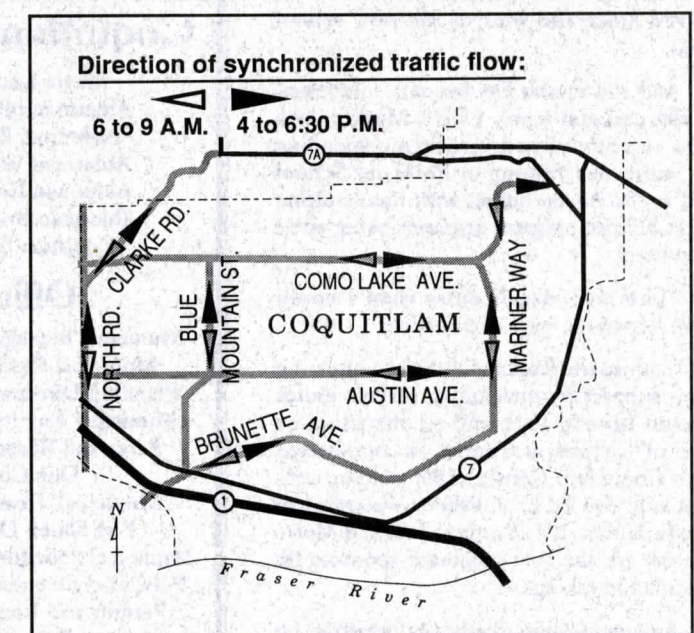 Direction of synchronized traffic flow:
6 to 9 A.M. 4 to 6:30 P.M.
7A
CLARKE RD.
NORTH RD.
BLUE
MOUNTAIN ST.
COMO LAKE AVE
MARINER WAY
COQUITLAM
AUSTIN AVE.
BRUNETTE AVE.
7
1
N
Fraser River